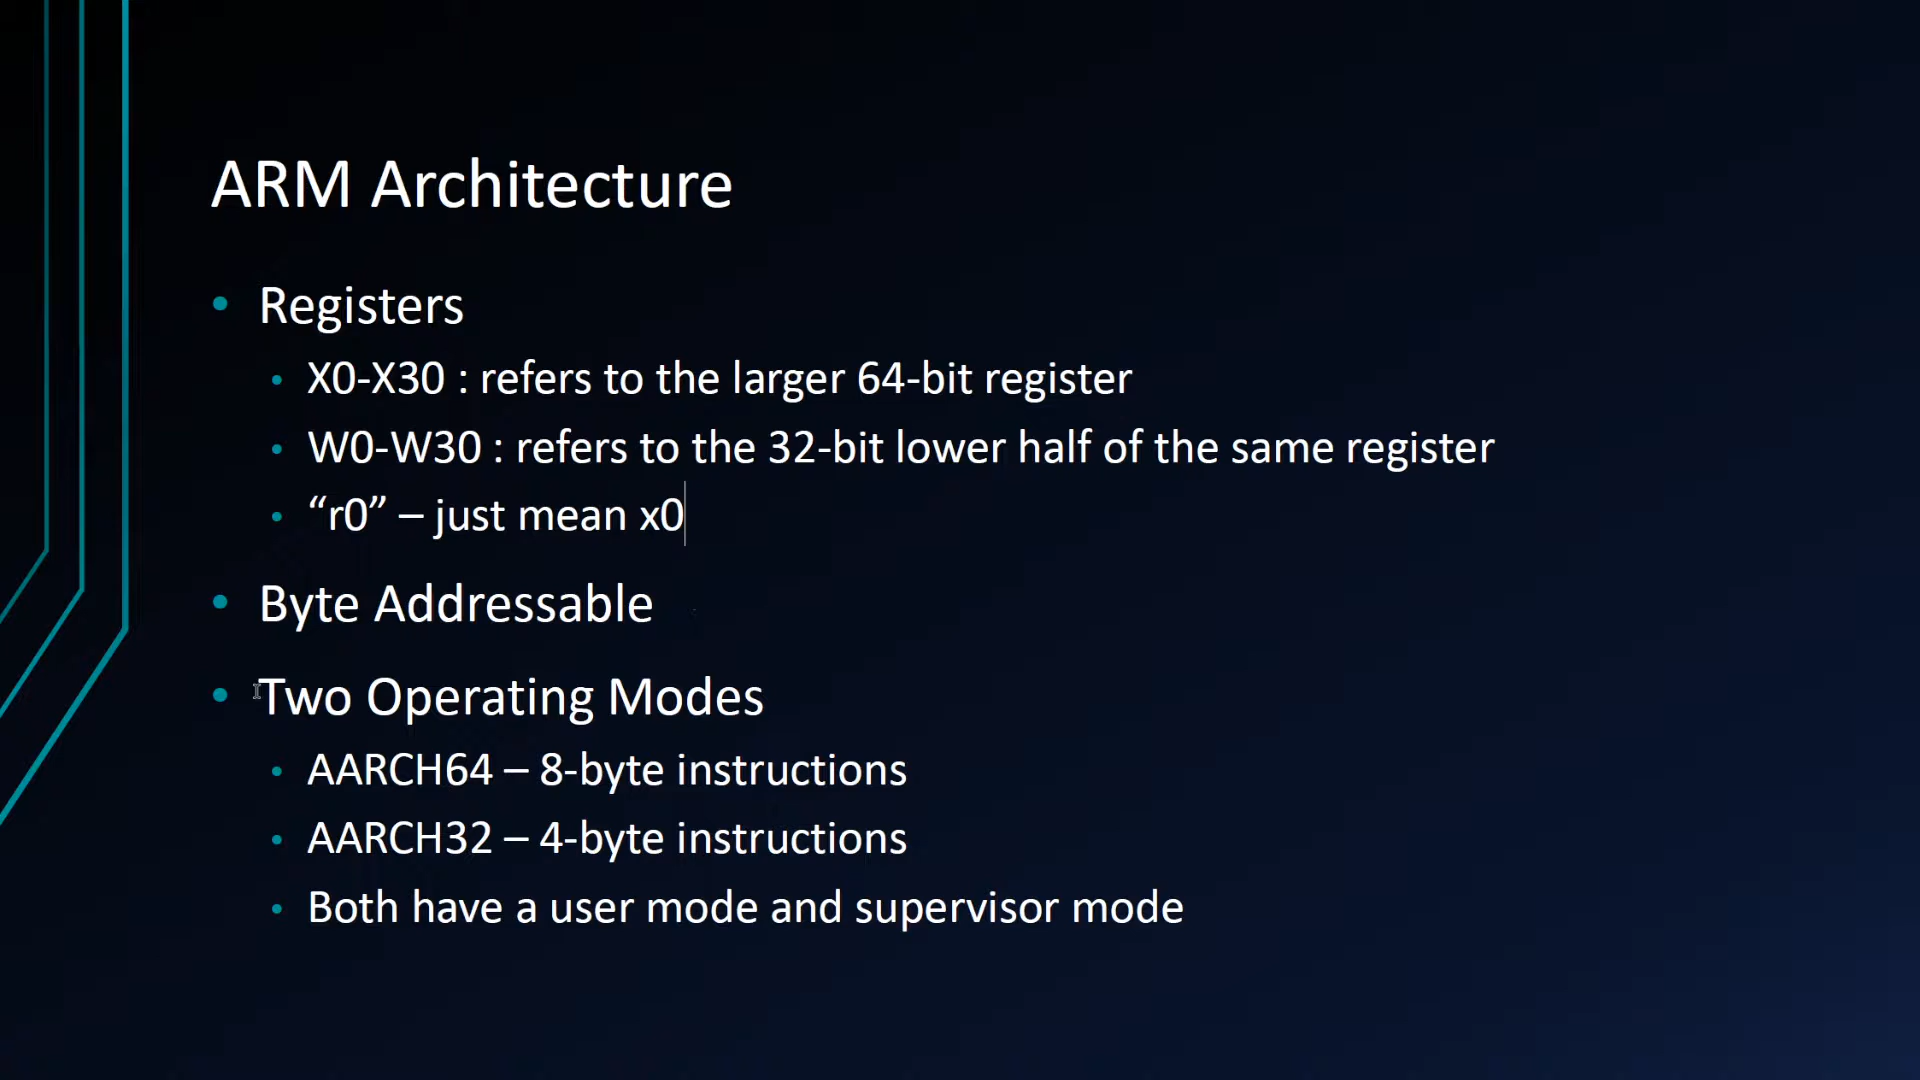 ARM Architecture
• Registers
• X0-X30 : refers to the larger 64-bit register
• W0-W30 : refers to the 32-bit lower half of the same register
• “r0” – just mean x0
• Byte Addressable
• Two Operating Modes
• AARCH64 – 8-byte instructions
• AARCH32 – 4-byte instructions
• Both have a user mode and supervisor mode